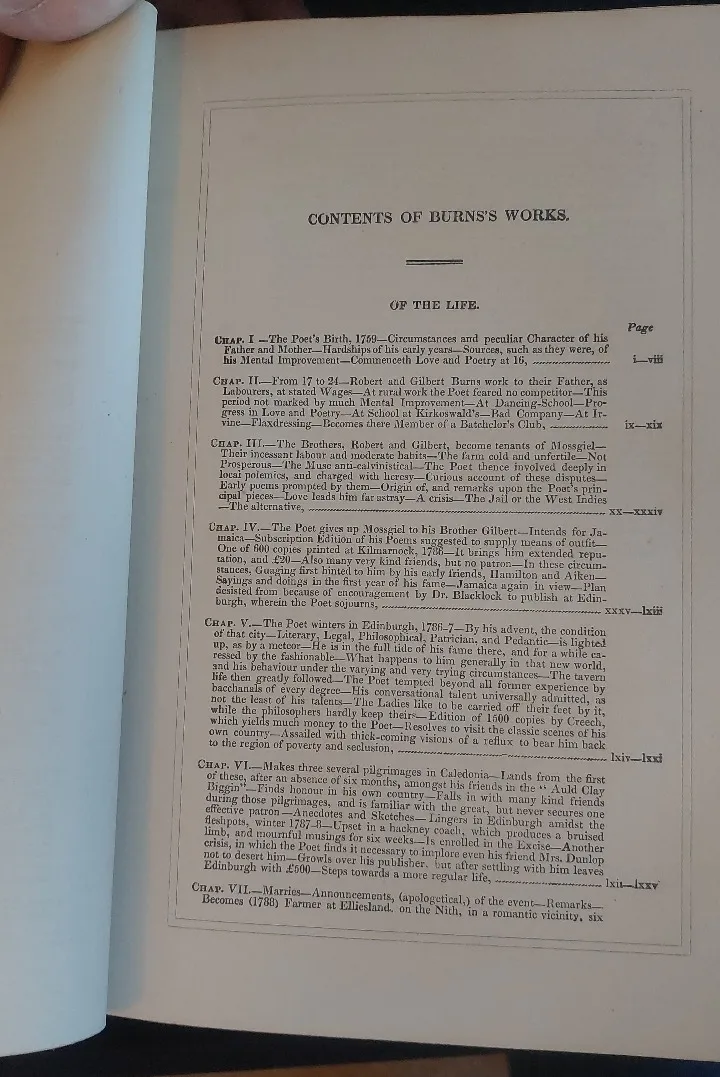 CONTENTS OF BURNS'S WORKS.
OF THE LIFE.
Page
CHAP. I —The Poet's Birth, 1759—Circumstances and peculiar Character of his
Father and Mother—Hardships of his early years—Sources, such as they were, of
his Mental Improvement—Commenceth Love and Poetry at 16, i—viii
CHAP. II.—From 17 to 24—Robert and Gilbert Burns work to their Father, as
Labourers, at stated Wages—At rural work the Poet feared no competitor—This
period not marked by much Mental Improvement—At Dancing-School—Pro-
gress in Love and Poetry—At School at Kirkoswald's—Bad Company—At Ir-
vine—Flaxdressing—Becomes there Member of a Batchelor's Club, ix—xix
CHAP. III.—The Brothers, Robert and Gilbert, become tenants of Mossgiel—
Their incessant labour and moderate habits—The farm cold and unfertile—Not
Prosperous—The Muse anti-calvinistical—The Poet thence involved deeply in
local polemics, and charged with heresy—Curious account of these disputes—
Early poems prompted by them—Origin of, and remarks upon the Poet's prin-
cipal pieces—Love leads him far astray—A crisis—The Jail or the West Indies
—The alternative, xx—xxxiv
CHAP. IV.—The Poet gives up Mossgiel to his Brother Gilbert—Intends for Ja-
maica—Subscription Edition of his Poems suggested to supply means of outfit—
One of 600 copies printed at Kilmarnock, 1786—It brings him extended repu-
tation, and £20—Also many very kind friends, but no patron—In these circum-
stances, Guaging first hinted to him by his early friends, Hamilton and Aiken—
Sayings and doings in the first year of his fame—Jamaica again in view—Plan
desisted from because of encouragement by Dr. Blacklock to publish at Edin-
burgh, wherein the Poet sojourns, xxxv—lxiii
CHAP. V.—The Poet winters in Edinburgh, 1786-7—By his advent, the condition
of that city—Literary, Legal, Philosophical, Patrician, and Pedantic—is lighted
up, as by a meteor—He is in the full tide of his fame there, and for a while ca-
ressed by the fashionable—What happens to him generally in that new world,
and his behaviour under the varying and very trying circumstances—The tavern
life then greatly followed—The Poet tempted beyond all former experience by
bacchanals of every degree—His conversational talent universally admitted, as
not the least of his talents—The Ladies like to be carried off their feet by it,
while the philosophers hardly keep theirs—Edition of 1500 copies by Creech,
which yields much money to the Poet—Resolves to visit the classic scenes of his
own country—Assailed with thick-coming visions of a reflux to bear him back
to the region of poverty and seclusion, lxiv—lxxi
CHAP. VI.—Makes three several pilgrimages in Caledonia—Lands from the first
of these, after an absence of six months, amongst his friends in the " Auld Clay
Biggin"—Finds honour in his own country—Falls in with many kind friends
during those pilgrimages, and is familiar with the great, but never secures one
effective patron—Anecdotes and Sketches—Lingers in Edinburgh amidst the
fleshpots, winter 1787-8—Upset in a hackney coach, which produces a bruised
limb, and mournful musings for six weeks—Is enrolled in the Excise—Another
crisis, in which the Poet finds it necessary to implore even his friend Mrs. Dunlop
not to desert him—Growls over his publisher, but after settling with him leaves
Edinburgh with £500—Steps towards a more regular life, lxii—lxxv
CHAP. VII.—Marries—Announcements, (apologetical,) of the event—Remarks—
Becomes (1788) Farmer at Elliesland, on the Nith, in a romantic vicinity, six